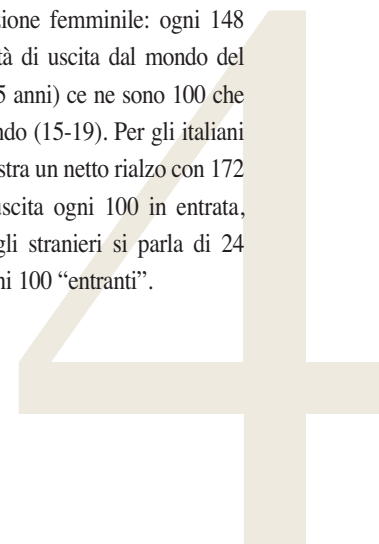 zione femminile: ogni 148
tà di uscita dal mondo del
5 anni) ce ne sono 100 che
ndo (15-19). Per gli italiani
stra un netto rialzo con 172
uscita ogni 100 in entrata,
gli stranieri si parla di 24
ni 100 “entranti”.
4